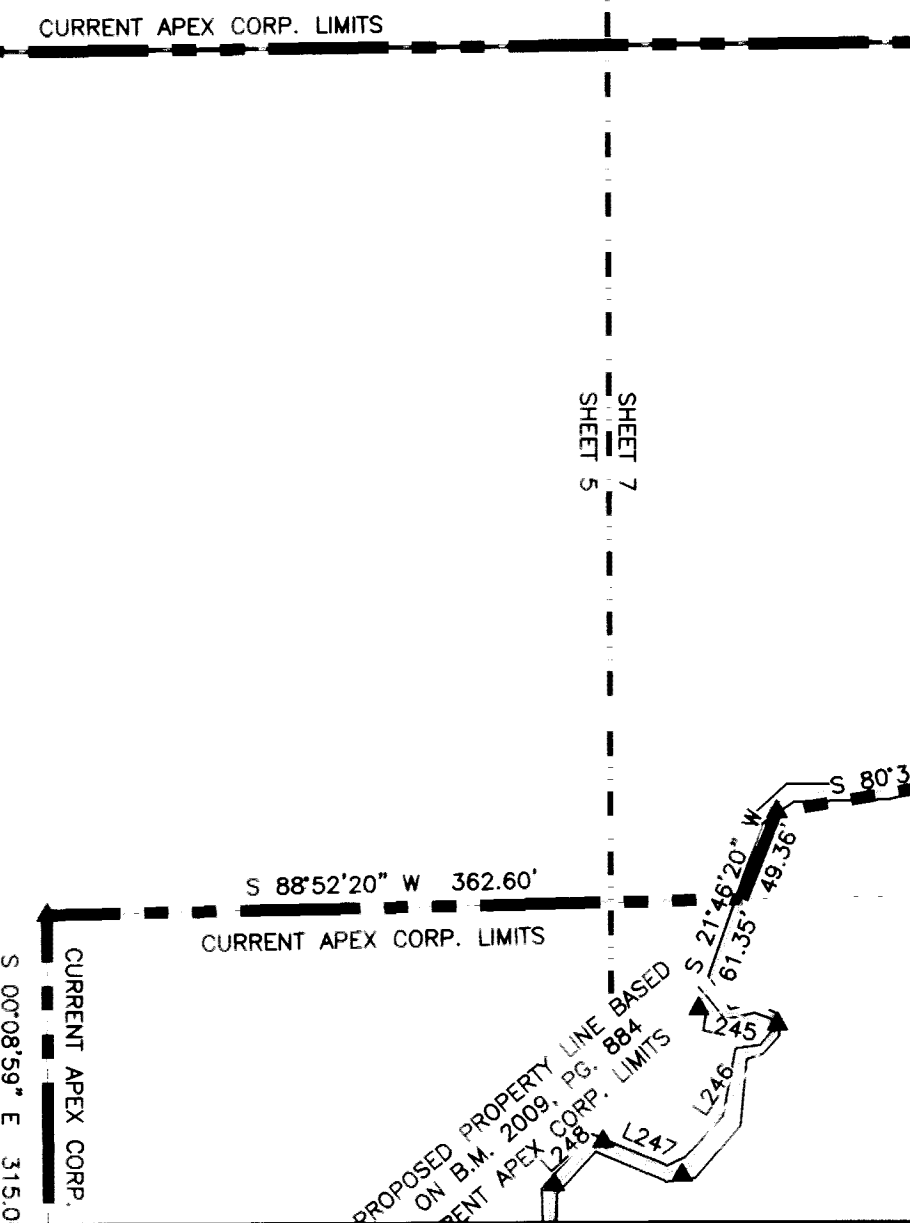 CURRENT APEX CORP. LIMITS
SHEET 7
SHEET 5
S 80°3
S 21°46'20" W
49.36'
61.35'
S 88°52'20" W 362.60'
CURRENT APEX CORP. LIMITS
CURRENT APEX CORP.
S 00°08'59" E 315.0
PROPOSED PROPERTY LINE BASED
ON B.M. 2009, PG. 884
RENT APEX CORP. LIMITS
L245
L246
L247
L248